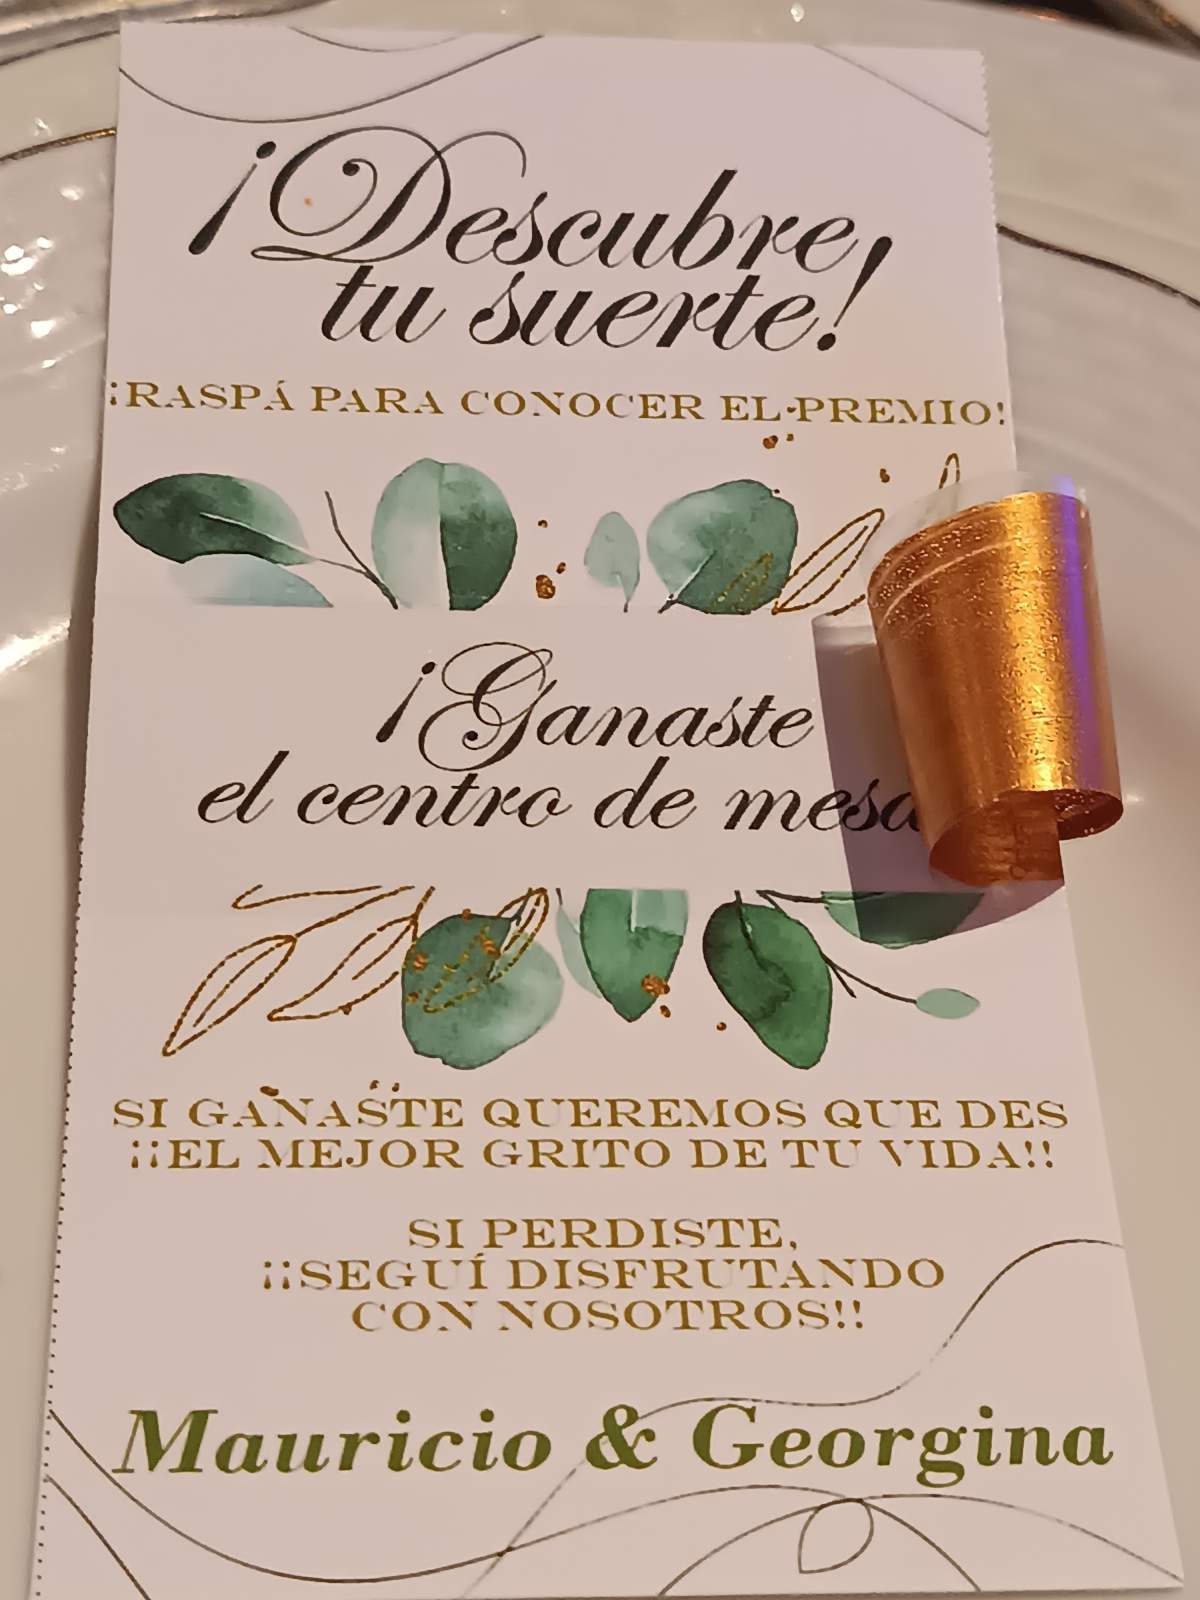 ¡Descubre
tu suerte!
¡RASPÁ PARA CONOCER EL PREMIO!
¡Ganaste
el centro de mesa
SI GANASTE QUEREMOS QUE DES
¡¡EL MEJOR GRITO DE TU VIDA!!
SI PERDISTE,
¡¡SEGUÍ DISFRUTANDO
CON NOSOTROS!!
Mauricio & Georgina